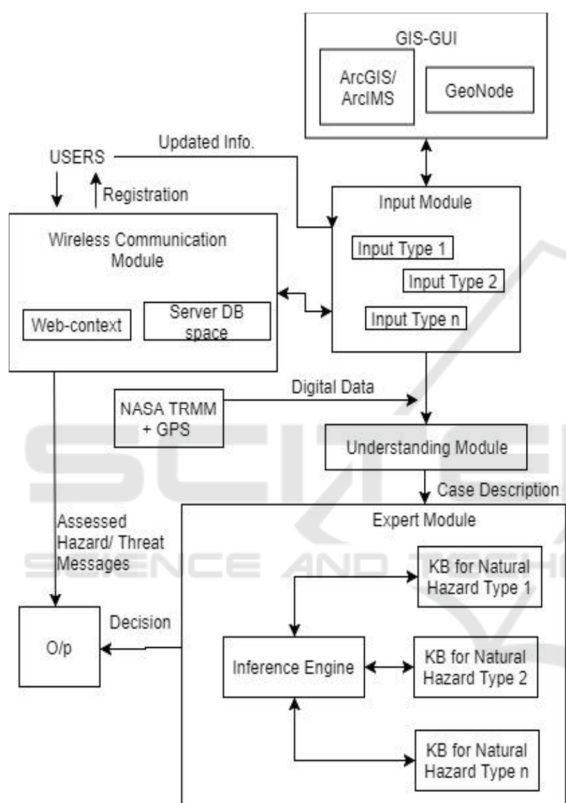 GIS-GUI
ArcGIS/
ArcIMS
GeoNode
Updated Info.
USERS
Registration
Input Module
Wireless Communication
Module
Input Type 1
Input Type 2
Web-context
Server DB
space
Input Type n
Digital Data
NASA TRMM
+ GPS
Understanding Module
Case Description
Expert Module
Assessed
Hazard/ Threat
Messages
KB for Natural
Hazard Type 1
O/p
Decision
Inference Engine
KB for Natural
Hazard Type 2
KB for Natural
Hazard Type n